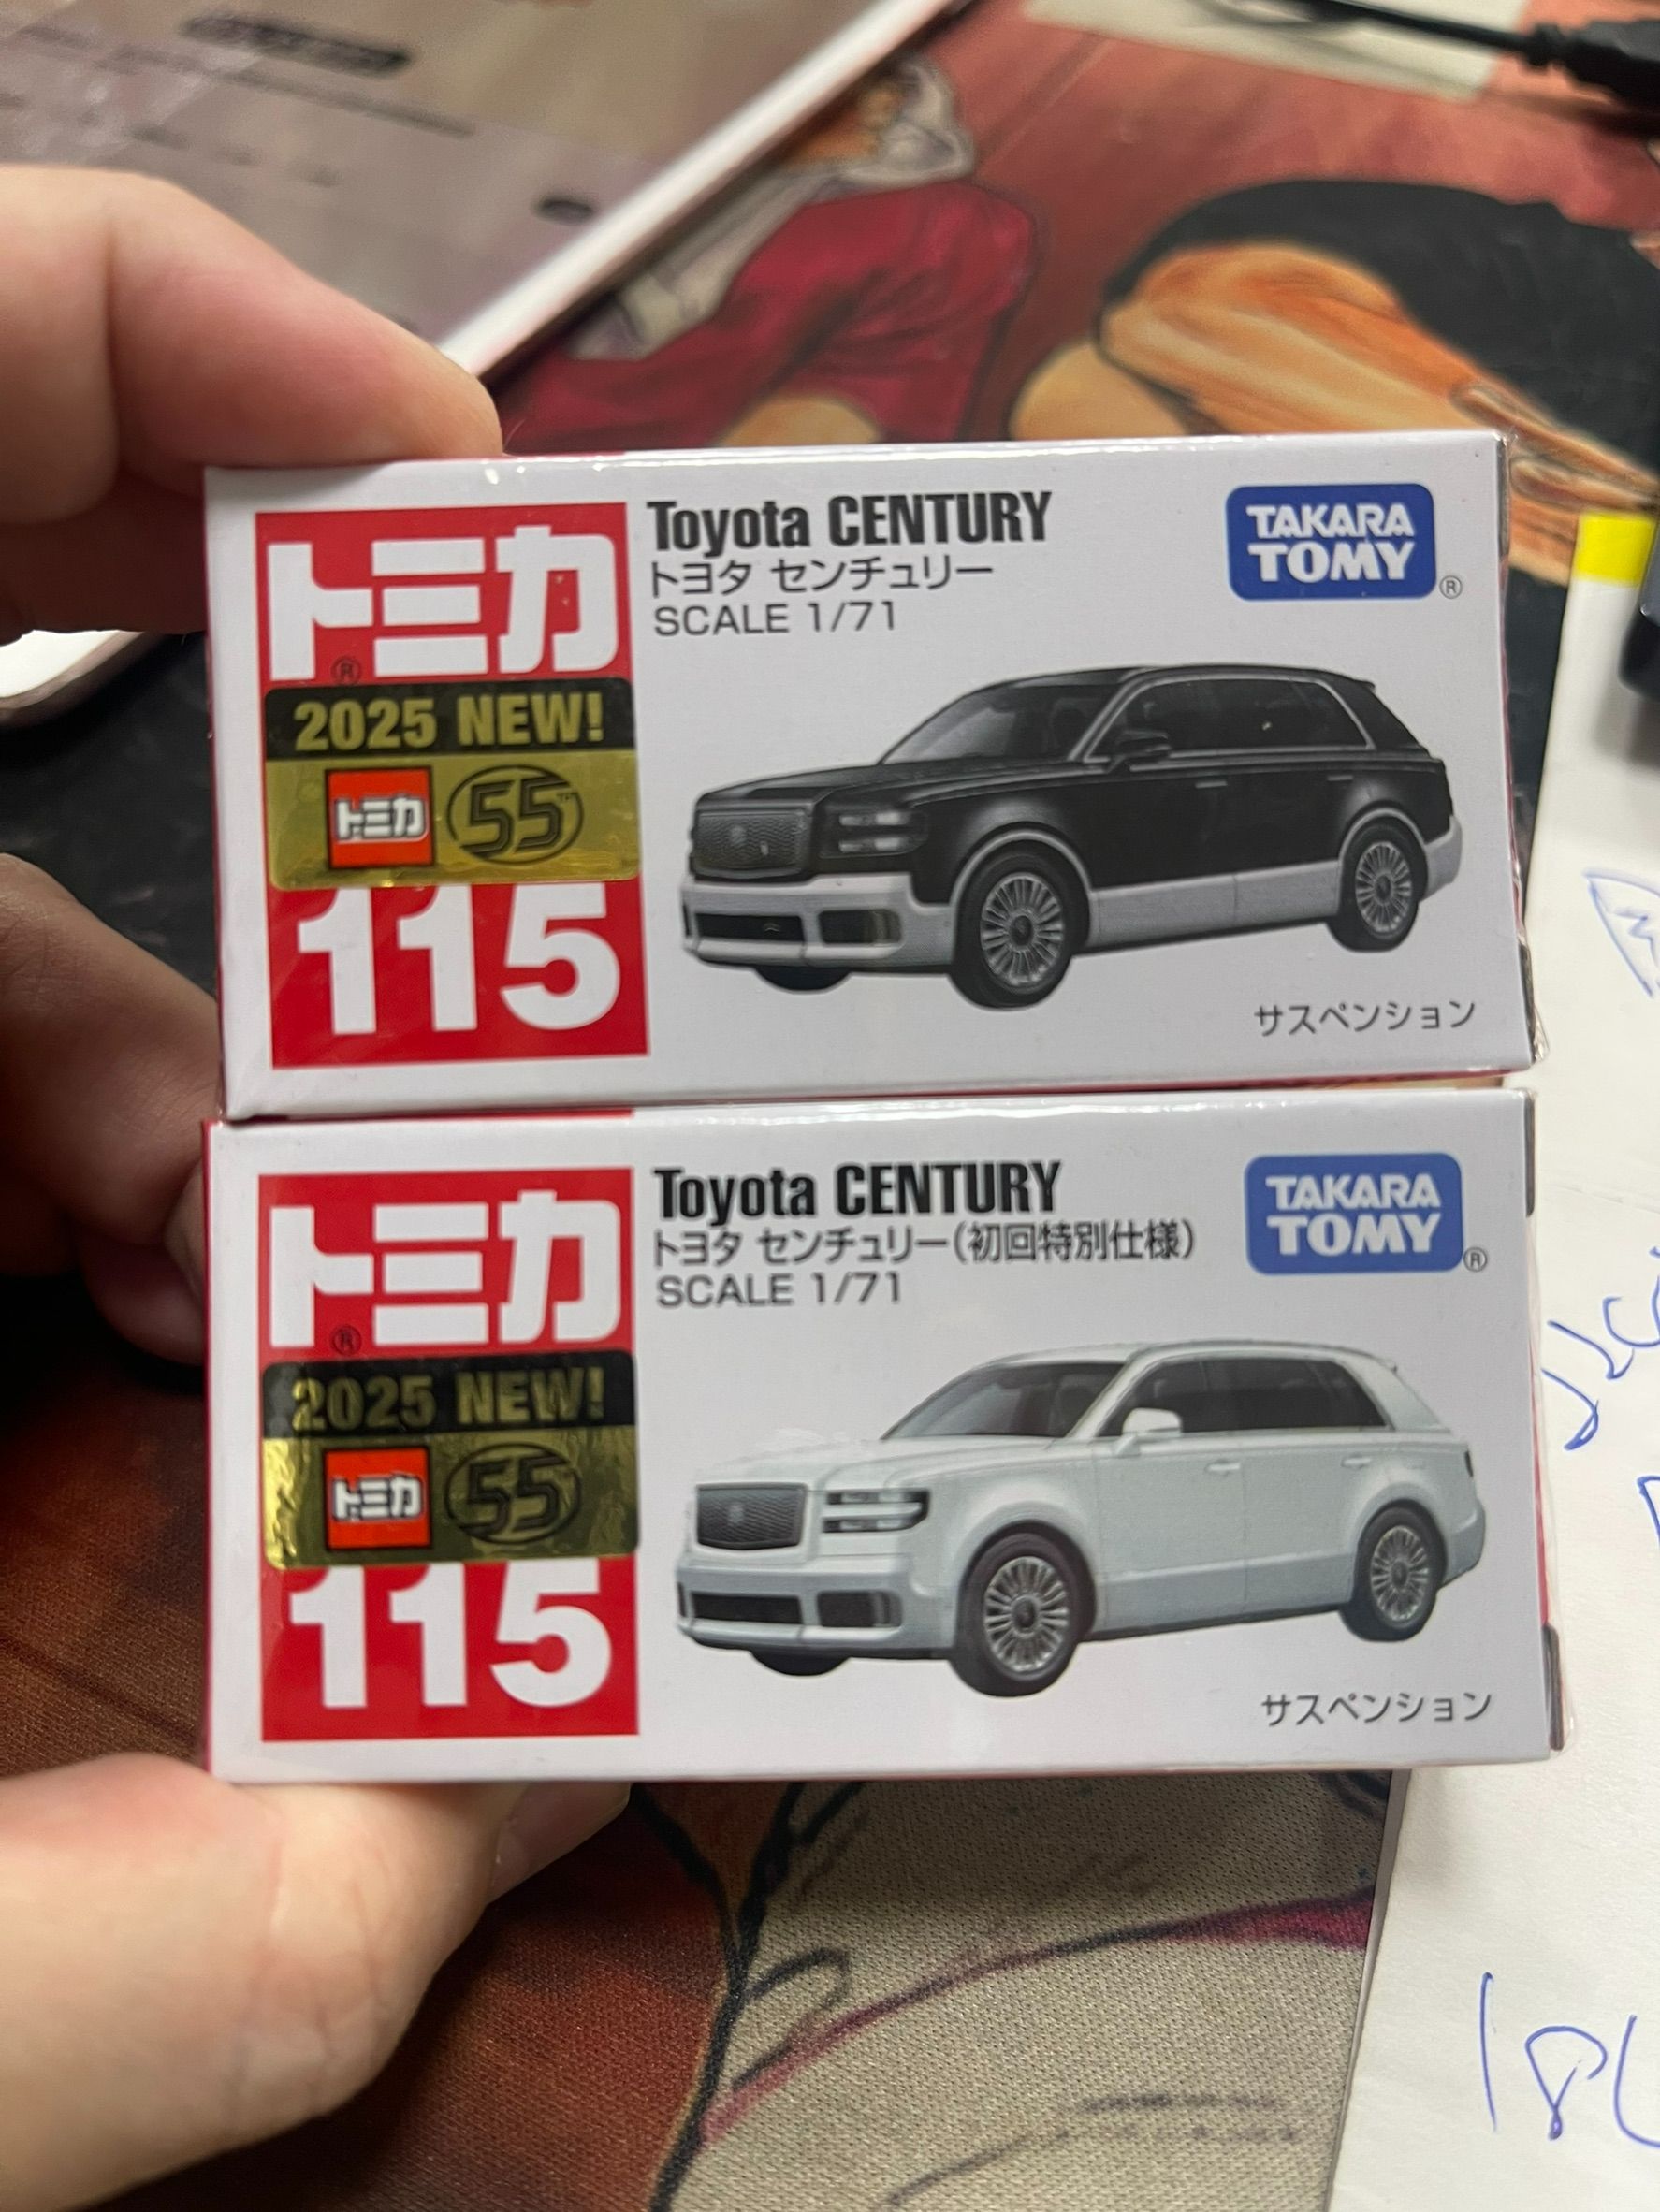 Toyota CENTURY
トヨタ センチュリー
SCALE 1/71
TAKARA
TOMY
®
トミカ
®
2025 NEW!
トミカ 55™
115
サスペンション
Toyota CENTURY
トヨタ センチュリー(初回特別仕様)
SCALE 1/71
TAKARA
TOMY
®
トミカ
®
2025 NEW!
トミカ 55
115
サスペンション